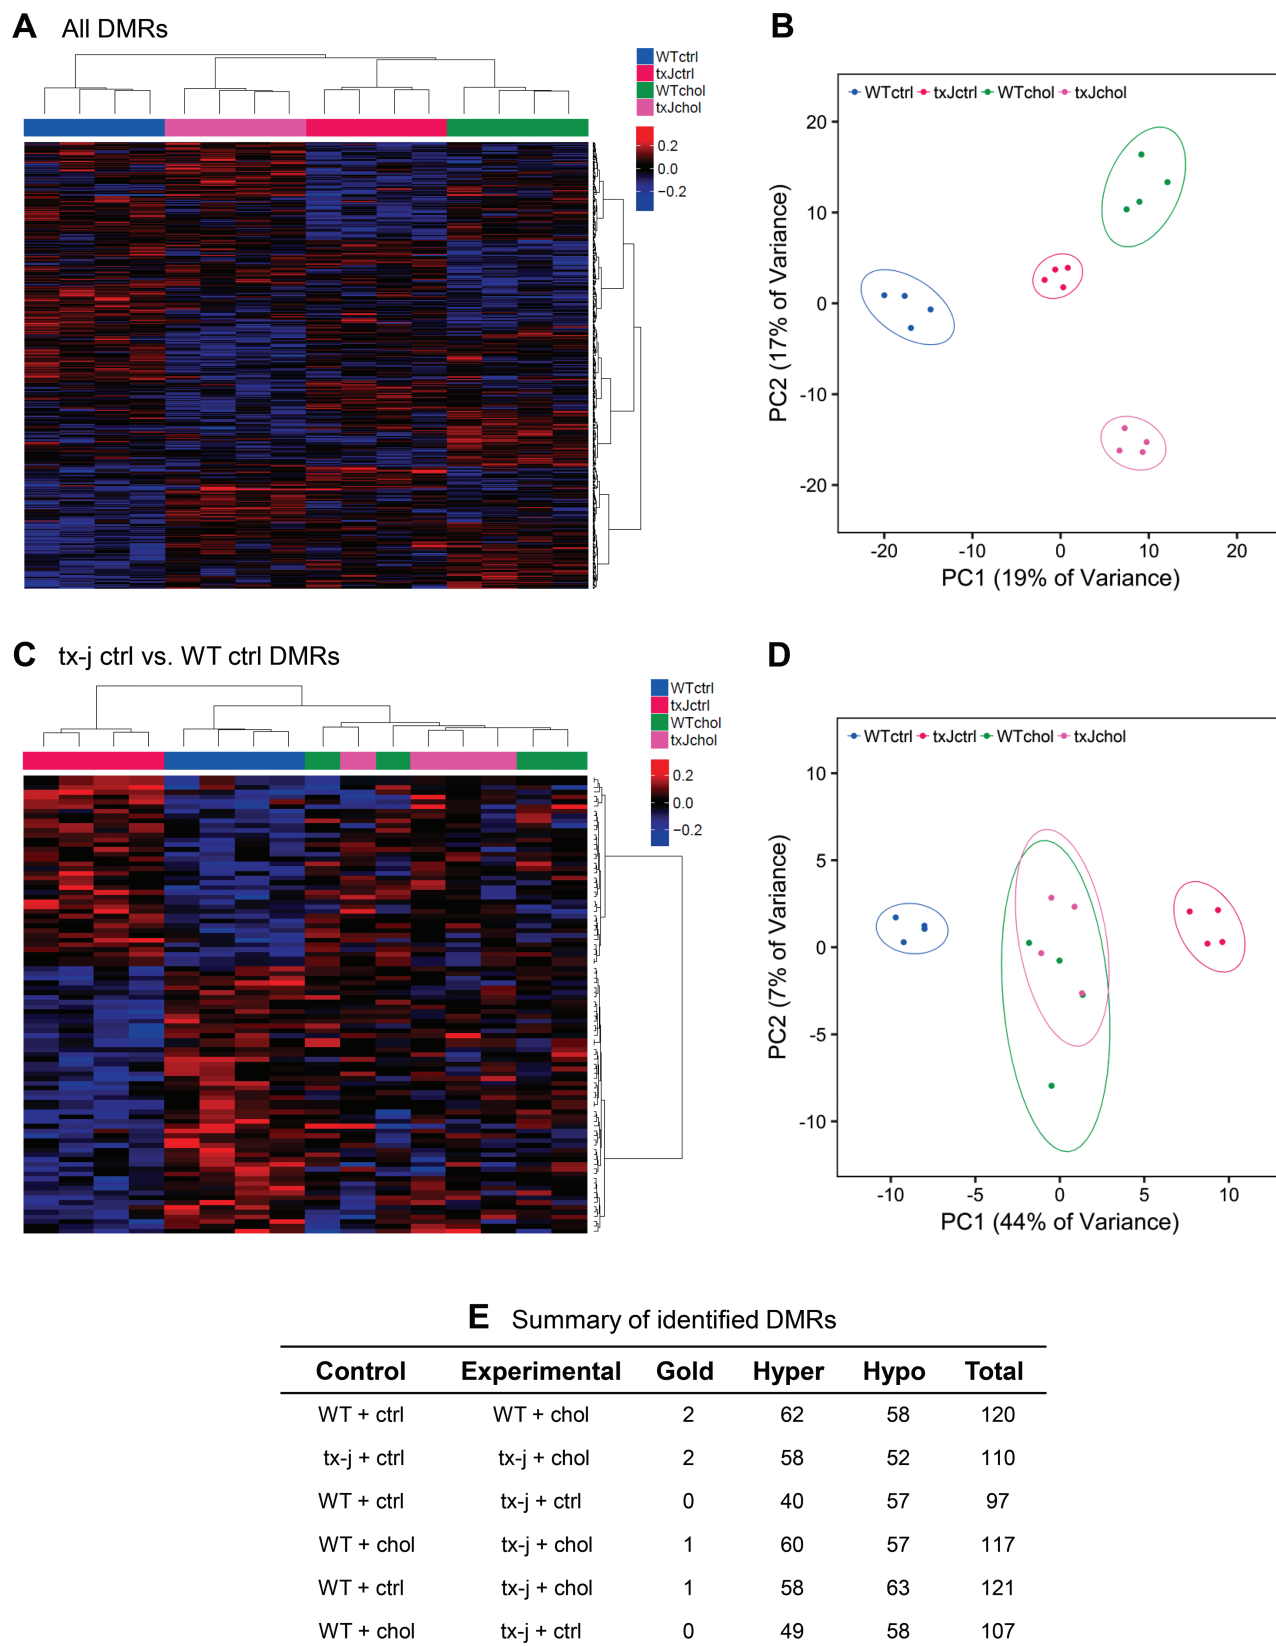 A All DMRs
WTctrl
txJctrl
WTchol
txJchol
0.2
0.0
−0.2
B
WTctrl txJctrl WTchol txJchol
20
10
0
-10
-20
PC2 (17% of Variance)
-20 -10 0 10 20
PC1 (19% of Variance)
C tx-j ctrl vs. WT ctrl DMRs
WTctrl
txJctrl
WTchol
txJchol
0.2
0.0
−0.2
D
WTctrl txJctrl WTchol txJchol
10
5
0
-5
-10
PC2 (7% of Variance)
-10 -5 0 5 10
PC1 (44% of Variance)
E Summary of identified DMRs
Control Experimental Gold Hyper Hypo Total
WT + ctrl WT + chol 2 62 58 120
tx-j + ctrl tx-j + chol 2 58 52 110
WT + ctrl tx-j + ctrl 0 40 57 97
WT + chol tx-j + chol 1 60 57 117
WT + ctrl tx-j + chol 1 58 63 121
WT + chol tx-j + ctrl 0 49 58 107